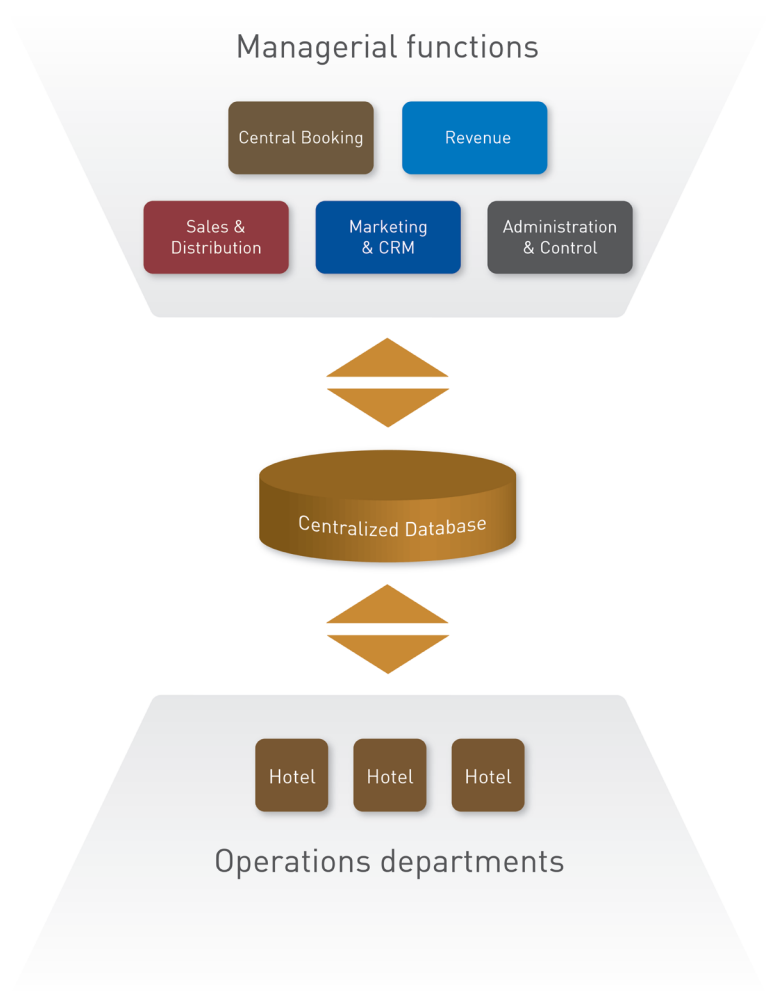 Managerial functions
Central Booking
Revenue
Sales &
Distribution
Marketing
& CRM
Administration
& Control
Centralized Database
Hotel
Hotel
Hotel
Operations departments